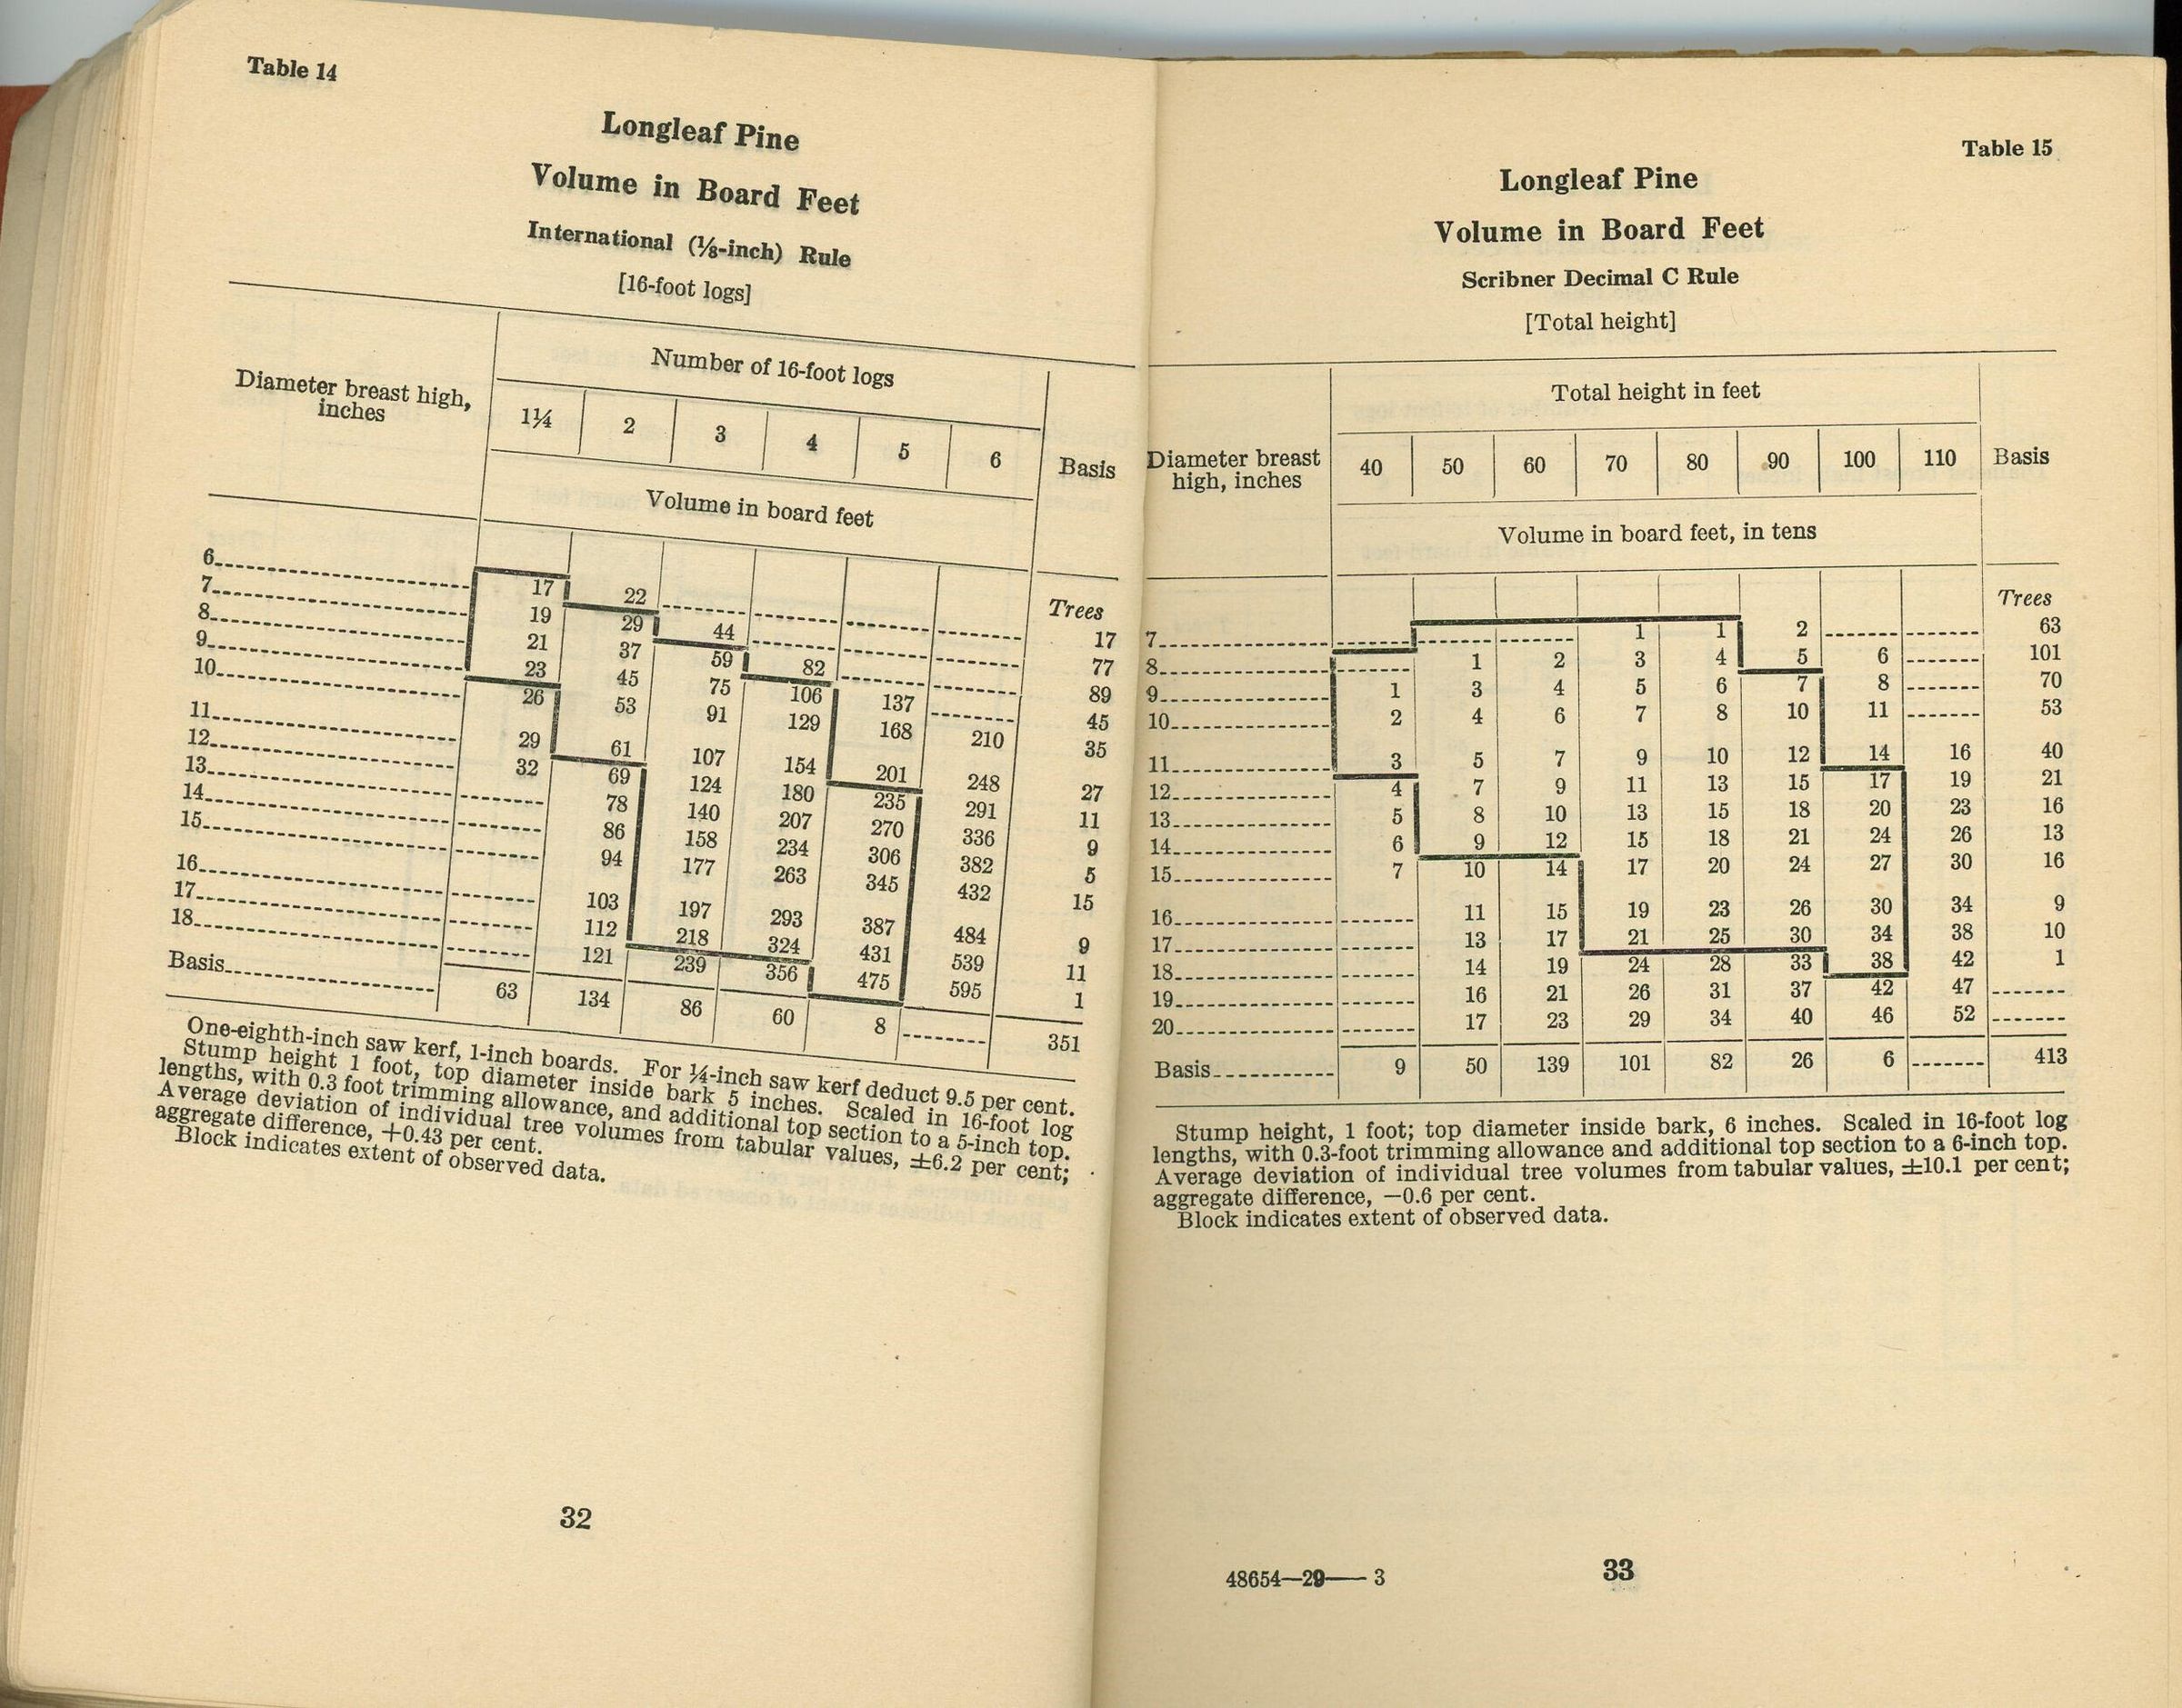 Table 14
Longleaf Pine
Volume in Board Feet
International (⅛-inch) Rule
[16-foot logs]
Diameter breast high, inches
Number of 16-foot logs
1¼ 2 3 4 5 6 Basis
Volume in board feet
Trees
6 17 22 17
7 19 29 44 77
8 21 37 59 82 89
9 23 45 75 106 137 45
10 26 53 91 129 168 210 35
11 29 61 107 154 201 248 27
12 32 69 124 180 235 291 11
13 78 140 207 270 336 9
14 86 158 234 306 382 5
15 94 177 263 345 432 15
16 103 197 293 387 484 9
17 112 218 324 431 539 11
18 121 239 356 475 595 1
Basis 63 134 86 60 8 351
One-eighth-inch saw kerf, 1-inch boards. For ¼-inch saw kerf deduct 9.5 per cent.
Stump height 1 foot, top diameter inside bark 5 inches. Scaled in 16-foot log
lengths, with 0.3 foot trimming allowance, and additional top section to a 5-inch top.
Average deviation of individual tree volumes from tabular values, ±6.2 per cent;
aggregate difference, +0.43 per cent.
Block indicates extent of observed data.
32
Table 15
Longleaf Pine
Volume in Board Feet
Scribner Decimal C Rule
[Total height]
Diameter breast high, inches
Total height in feet
40 50 60 70 80 90 100 110 Basis
Volume in board feet, in tens
Trees
7 1 1 2 63
8 1 2 3 4 5 6 101
9 1 3 4 5 6 7 8 70
10 2 4 6 7 8 10 11 53
11 3 5 7 9 10 12 14 16 40
12 4 7 9 11 13 15 17 19 21
13 5 8 10 13 15 18 20 23 16
14 6 9 12 15 18 21 24 26 13
15 7 10 14 17 20 24 27 30 16
16 11 15 19 23 26 30 34 9
17 13 17 21 25 30 34 38 10
18 14 19 24 28 33 38 42 1
19 16 21 26 31 37 42 47
20 17 23 29 34 40 46 52
Basis 9 50 139 101 82 26 6 413
Stump height, 1 foot; top diameter inside bark, 6 inches. Scaled in 16-foot log
lengths, with 0.3-foot trimming allowance and additional top section to a 6-inch top.
Average deviation of individual tree volumes from tabular values, ±10.1 per cent;
aggregate difference, −0.6 per cent.
Block indicates extent of observed data.
48654—29—3
33